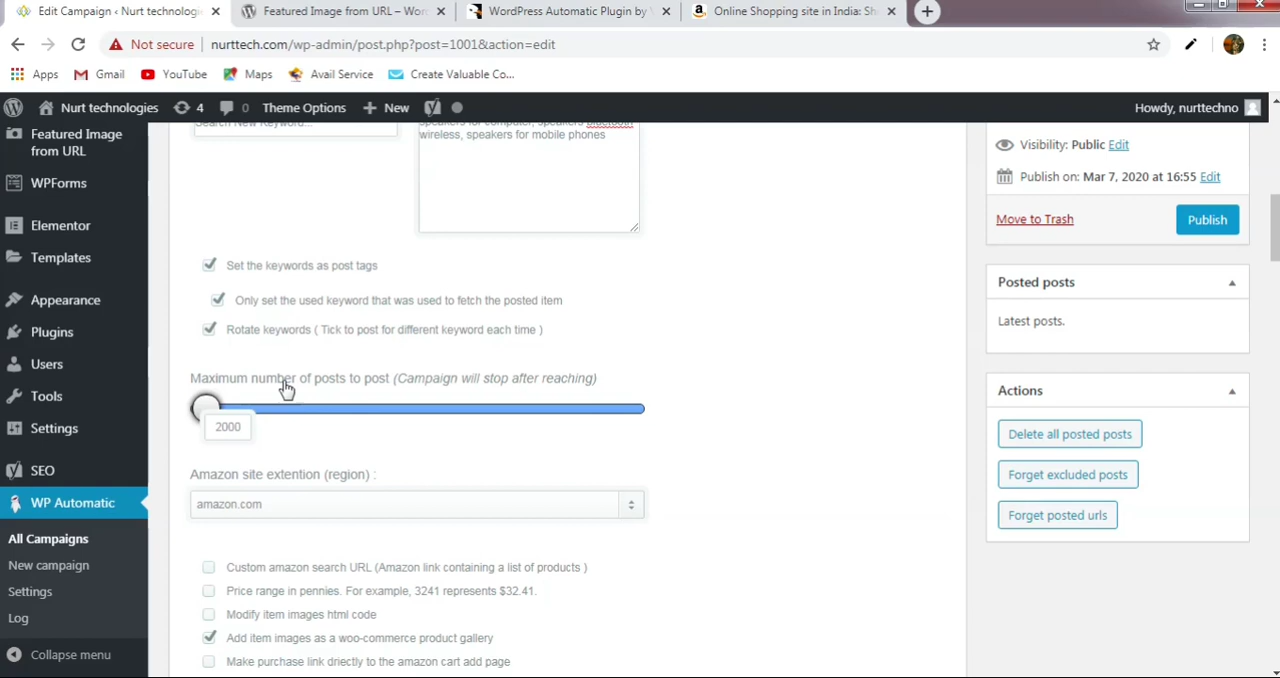 Edit Campaign ‹ Nurt technologi
Featured Image from URL – Wor
WordPress Automatic Plugin by V
Online Shopping site in India: Sh
Not secure
nurttech.com/wp-admin/post.php?post=1001&action=edit
Apps
Gmail
YouTube
Maps
Avail Service
Create Valuable Co...
Nurt technologies
4
0
Theme Options
New
Howdy, nurttechno
Featured Image
from URL
WPForms
Elementor
Templates
Appearance
Plugins
Users
Tools
Settings
SEO
WP Automatic
All Campaigns
New campaign
Settings
Log
Collapse menu
Search New Keyword...
speakers for computer, speakers bluetooth
wireless, speakers for mobile phones
Set the keywords as post tags
Only set the used keyword that was used to fetch the posted item
Rotate keywords ( Tick to post for different keyword each time )
Maximum number of posts to post (Campaign will stop after reaching)
2000
Amazon site extention (region) :
amazon.com
Custom amazon search URL (Amazon link containing a list of products )
Price range in pennies. For example, 3241 represents $32.41.
Modify item images html code
Add item images as a woo-commerce product gallery
Make purchase link driectly to the amazon cart add page
Visibility: Public Edit
Publish on: Mar 7, 2020 at 16:55 Edit
Move to Trash
Publish
Posted posts
Latest posts.
Actions
Delete all posted posts
Forget excluded posts
Forget posted urls